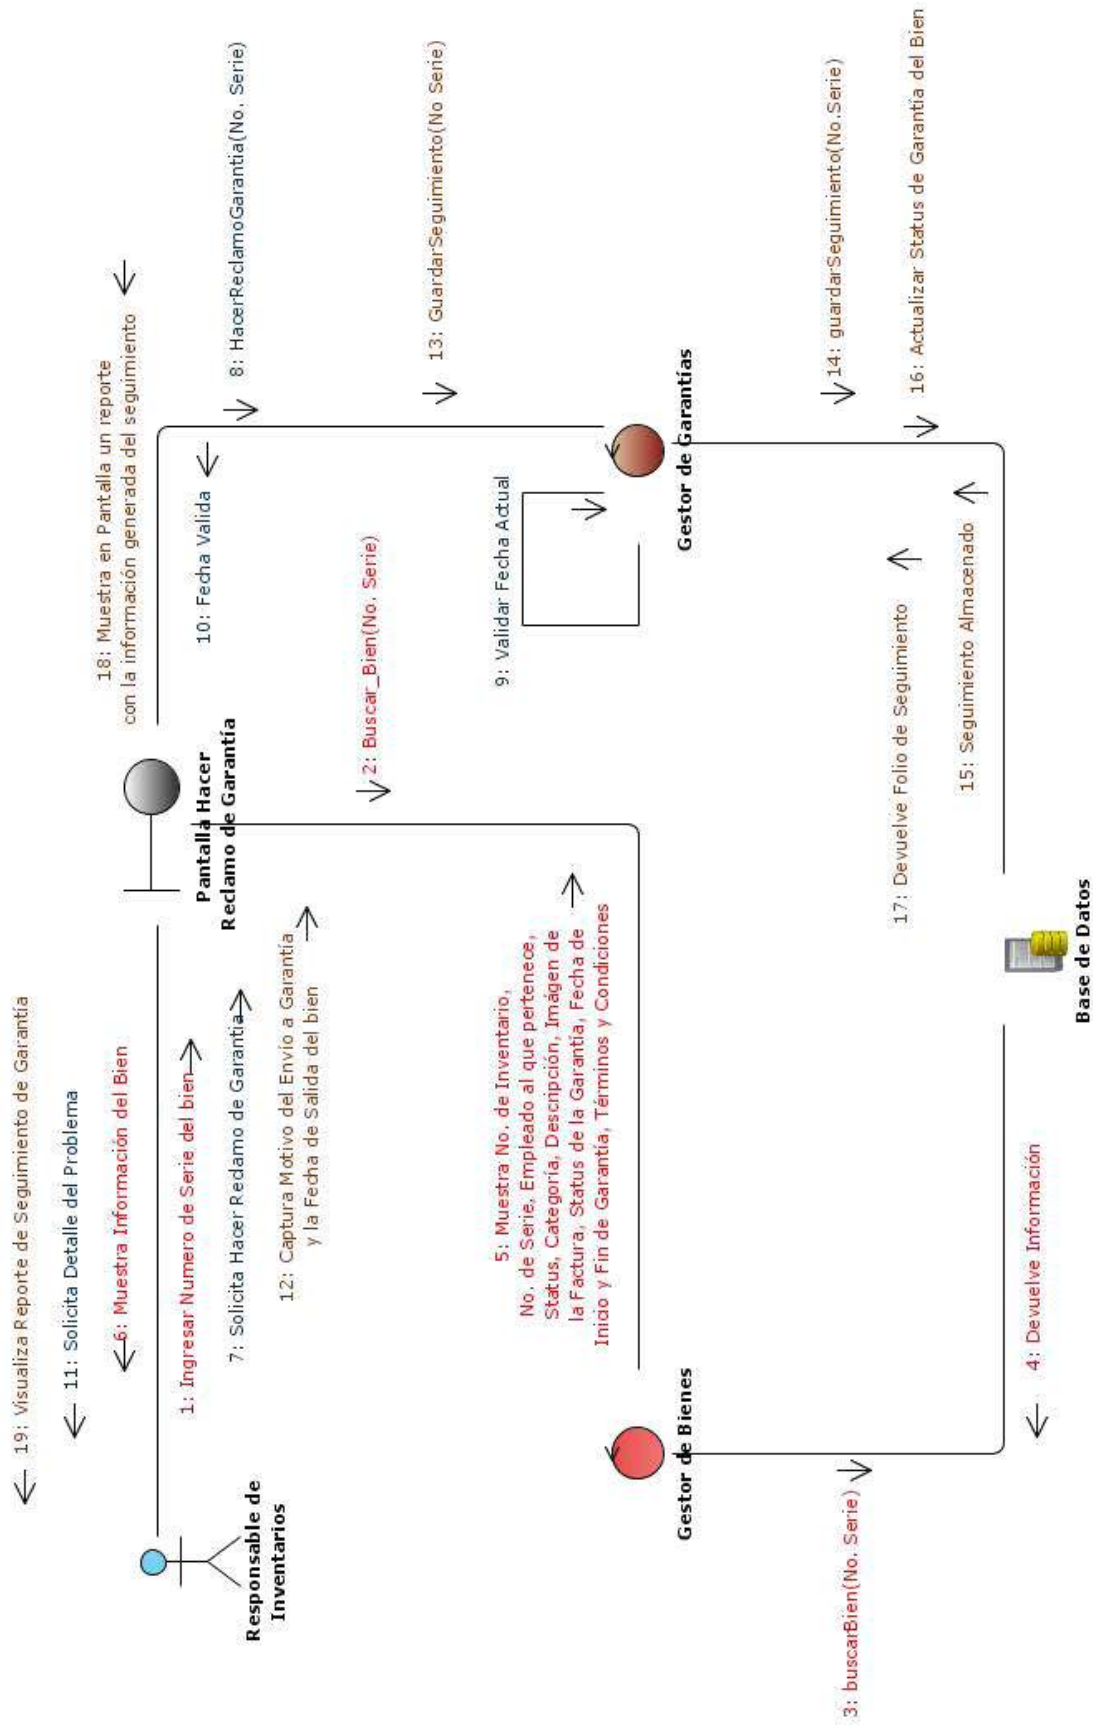 19: Visualiza Reporte de Seguimiento de Garantía
11: Solicita Detalle del Problema
6: Muestra Información del Bien
1: Ingresar Numero de Serie del bien
7: Solicita Hacer Reclamo de Garantia
12: Captura Motivo del Envío a Garantía
y la Fecha de Salida del bien
Responsable de
Inventarios
Pantalla Hacer
Reclamo de Garantía
18: Muestra en Pantalla un reporte
con la información generada del seguimiento
10: Fecha Valida
8: HacerReclamoGarantia(No. Serie)
2: Buscar_Bien(No. Serie)
13: GuardarSeguimiento(No Serie)
9: Validar Fecha Actual
5: Muestra No. de Inventario,
No. de Serie, Empleado al que pertenece,
Status, Categoría, Descripción, Imágen de
la Factura, Status de la Garantía, Fecha de
Inicio y Fin de Garantía, Términos y Condiciones
Gestor de Bienes
Gestor de Garantías
3: buscarBien(No. Serie)
14: guardarSeguimiento(No.Serie)
17: Devuelve Folio de Seguimiento
16: Actualizar Status de Garantía del Bien
15: Seguimiento Almacenado
4: Devuelve Información
Base de Datos